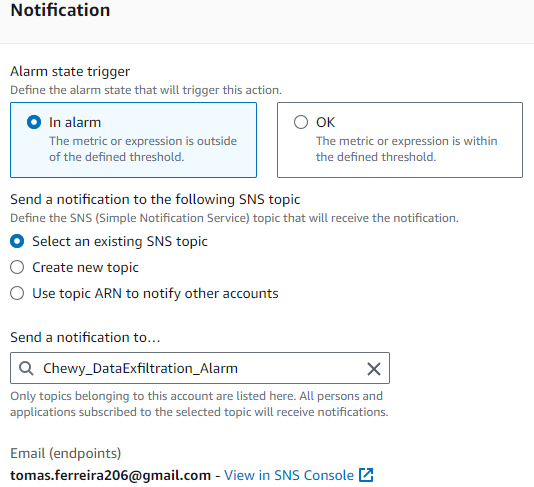 Notification
Alarm state trigger
Define the alarm state that will trigger this action.
In alarm
The metric or expression is outside
of the defined threshold.
OK
The metric or expression is within
the defined threshold.
Send a notification to the following SNS topic
Define the SNS (Simple Notification Service) topic that will receive the notification.
Select an existing SNS topic
Create new topic
Use topic ARN to notify other accounts
Send a notification to…
Chewy_DataExfiltration_Alarm
Only topics belonging to this account are listed here. All persons and
applications subscribed to the selected topic will receive notifications.
Email (endpoints)
tomas.ferreira206@gmail.com - View in SNS Console